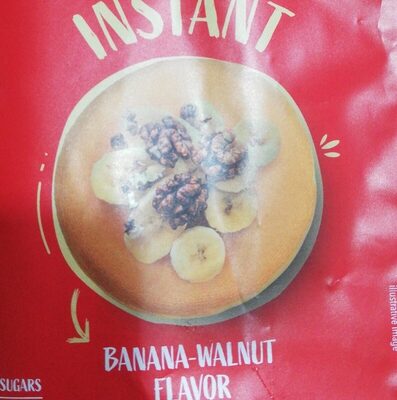 INSTANT
BANANA-WALNUT
FLAVOR
SUGARS
illustrative image